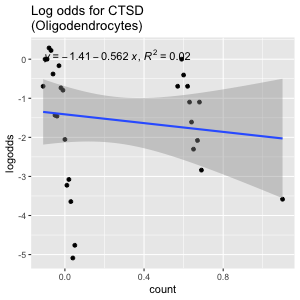 Log odds for CTSD
(Oligodendrocytes)
y = −1.41 − 0.562 x, R² = 0.02
0
-1
-2
-3
-4
-5
logodds
0.0 0.4 0.8
count